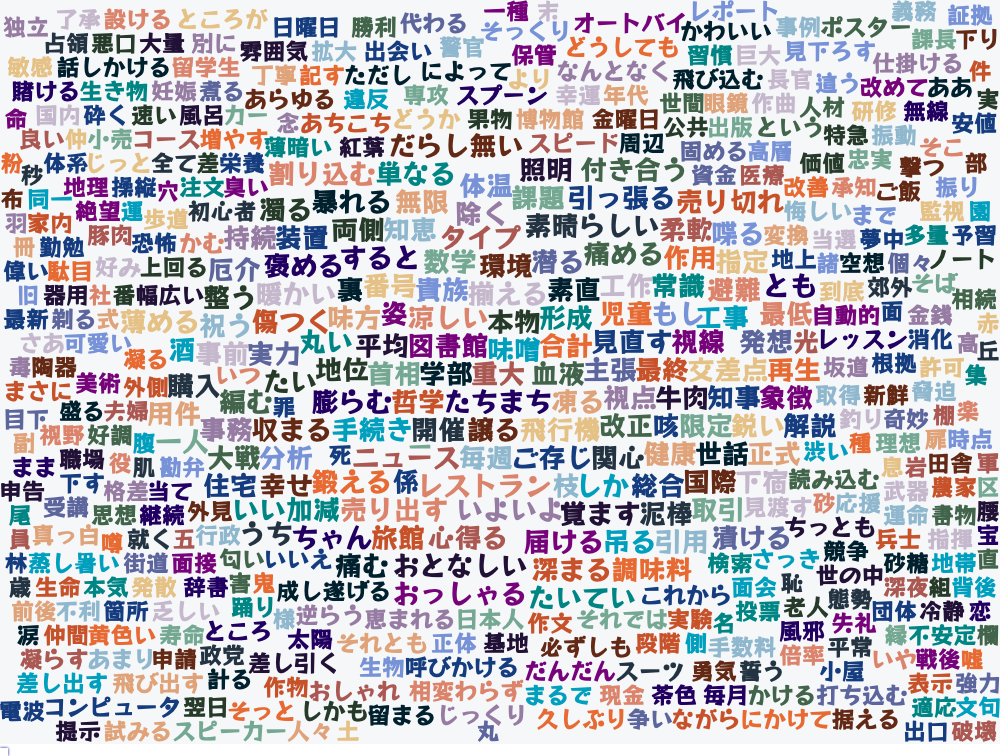 独立 了承 設ける ところが 日曜日 勝利 代わる 一種 末 そっくり オートバイ レポート かわいい 事例 ポスター 義務 証拠
占領 悪口 大量 別に 雰囲気 拡大 出会い 警官 保管 どうしても 習慣 巨大 見下ろす 課長 下り
敏感 話しかける 留学生 丁寧 記す ただし によって より なんとなく 飛び込む 長官 追う 仕掛ける 改めて ああ 件
賭ける 生き物 妊娠 煮る あらゆる 違反 専攻 スプーン 幸運 年代 世間 眼鏡 作曲 人材 研修 無線 実
命 国内 砕く 速い 風呂 カー 念 あちこち どうか 果物 博物館 金曜日 公共 出版 という 特急 振動 安値
良い 仲 小売 コース 増やす 薄暗い 紅葉 だらし無い スピード 周辺 固める 高層 価値 忠実 そこ
粉 秒 体系 じっと 全て 差 栄養 割り込む 単なる 照明 付き合う 資金 医療 撃つ 部
布 同一 地理 操縦 穴 注文 臭い 体温 課題 引っ張る 売り切れ 改善 承知 ご飯 振り
羽 家内 絶望 運 歩道 初心者 濁る 暴れる 無限 除く 素晴らしい 柔軟 喋る 悔しい まで 監視 園
冊 勤勉 豚肉 恐怖 かむ 持続 装置 両側 知恵 タイプ 変換 当選 夢中 多量 予習
偉い 駄目 好み 上回る 厄介 褒める すると 数学 環境 潜る 痛める 作用 指定 地上 諸 空想 個々 ノート
旧 器用 社 番 幅広い 整う 暖かい 裏 番号 貴族 揃える 素直 工作 常識 避難 とも 到底 郊外 そば 相続
最新 剃る 式 薄める 祝う 傷つく 味方 姿 涼しい 本物 形成 児童 もし 工事 最低 自動的 面 金銭 赤
さあ 可愛い 凝る 酒 事前 実力 丸い 平均 図書館 味噌 合計 見直す 視線 発想 光 レッスン 消化 高 丘
毒 陶器 まさに 美術 外側 購入 いつ たい 地位 首相 学部 重大 血液 主張 最終 交差点 再生 坂道 根拠 許可 集
目下 盛る 夫婦 用件 編む 罪 膨らむ 哲学 たちまち 凍る 視点 牛肉 知事 象徴 取得 新鮮 脅迫
副 視野 好調 腹 一人 事務 収まる 手続き 開催 譲る 飛行機 改正 咳 限定 鋭い 解説 釣り 奇妙 棚 楽
まま 職場 役 肌 勘弁 大戦 分析 死 ニュース 毎週 ご存じ 関心 健康 世話 正式 渋い 種 理想 扉 時点
申告 下す 格差 当て 住宅 幸せ 鍛える 係 レストラン 枝 しか 総合 国際 下宿 読み込む 息 岩 田舎 軍
尾 受講 思想 継続 外見 いい 加減 売り出す いよいよ 覚ます 泥棒 取引 見渡す 砂 応援 武器 農家 区
員 真っ白 噂 就く 五 行政 うち ちゃん 旅館 心得る 届ける 吊る 引用 漬ける ちっとも 運命 書物 腰
林 蒸し暑い 街道 面接 匂い いいえ 痛む おとなしい 深まる 調味料 検索 さっき 競争 兵士 指揮 宝
歳 生命 本気 発散 辞書 害 鬼 成し遂げる おっしゃる たいてい これから 面会 恥 世の中 砂糖 地帯 直
前後 不利 箇所 乏しい 踊り 様 逆らう 恵まれる 日本人 作文 それでは 実験 名 投票 老人 態勢 深夜 組 背後
涙 仲間 黄色い 寿命 ところ 太陽 それとも 正体 基地 必ずしも 段階 側 手数料 風邪 失礼 団体 冷静 恋
凝らす あまり 申請 政党 差し引く 生物 呼びかける だんだん スーツ 勇気 誓う 倍率 平常 縁 不安定 欄
差し出す 飛び出す 計る 作物 おしゃれ 相変わらず まるで 現金 茶色 毎月 かける 小屋 いや 戦後 嘘
電波 コンピュータ 翌日 そっと しかも 留まる じっくり 久しぶり 争い ながら にかけて 打ち込む 据える 表示 強力
提示 試みる スピーカー 人々 土 丸 適応 文句 出口 破壊